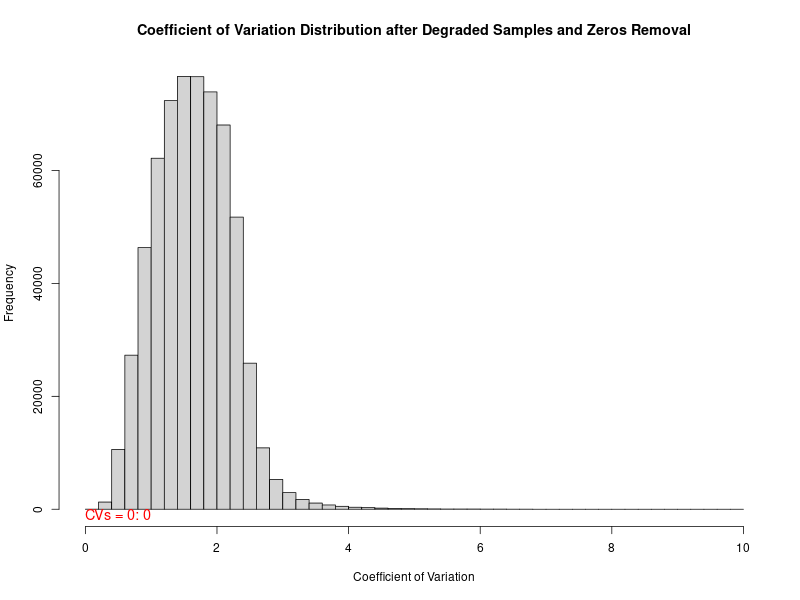 Coefficient of Variation Distribution after Degraded Samples and Zeros Removal
Frequency
60000
40000
20000
0
CVs = 0: 0
0 2 4 6 8 10
Coefficient of Variation